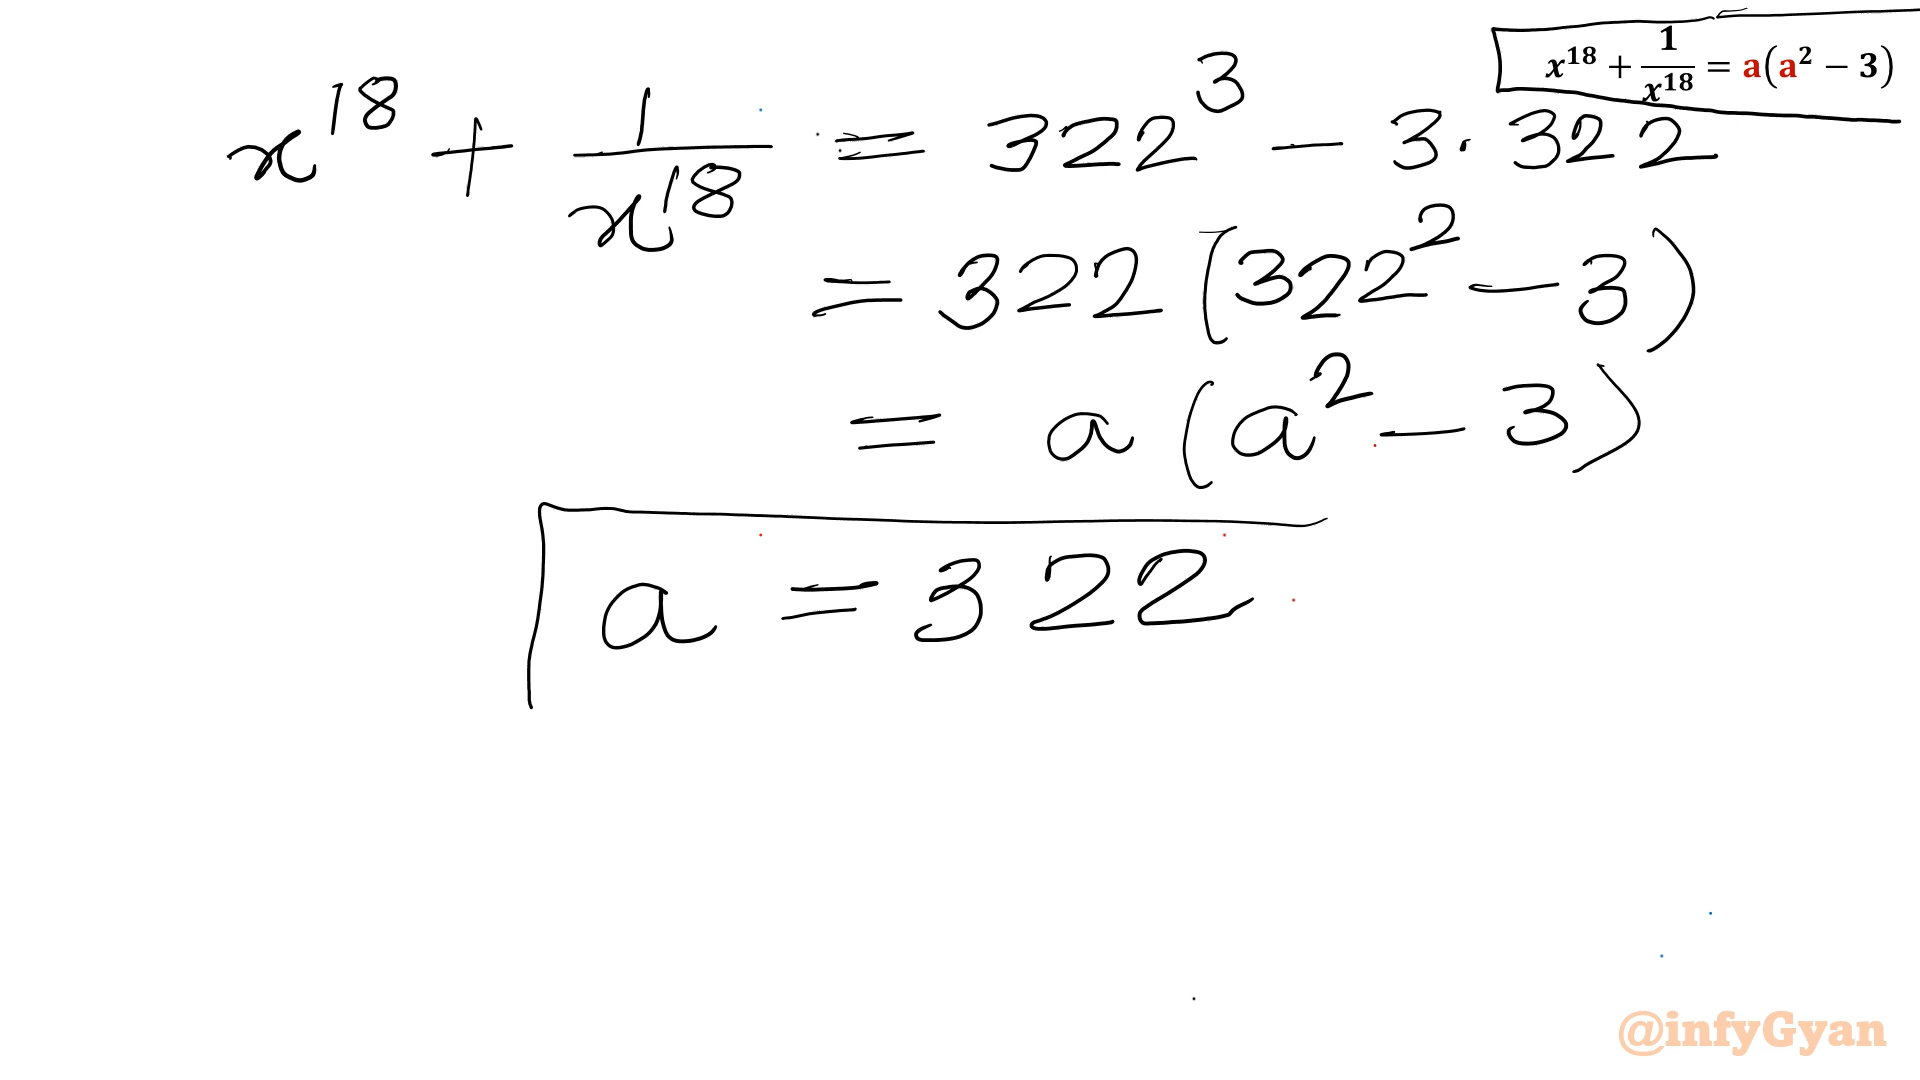 x¹⁸ + 1/x¹⁸ = a(a² − 3)
x¹⁸ + 1/x¹⁸ = 322³ − 3·322
= 322(322² − 3)
= a(a² − 3)
a = 322
@infyGyan